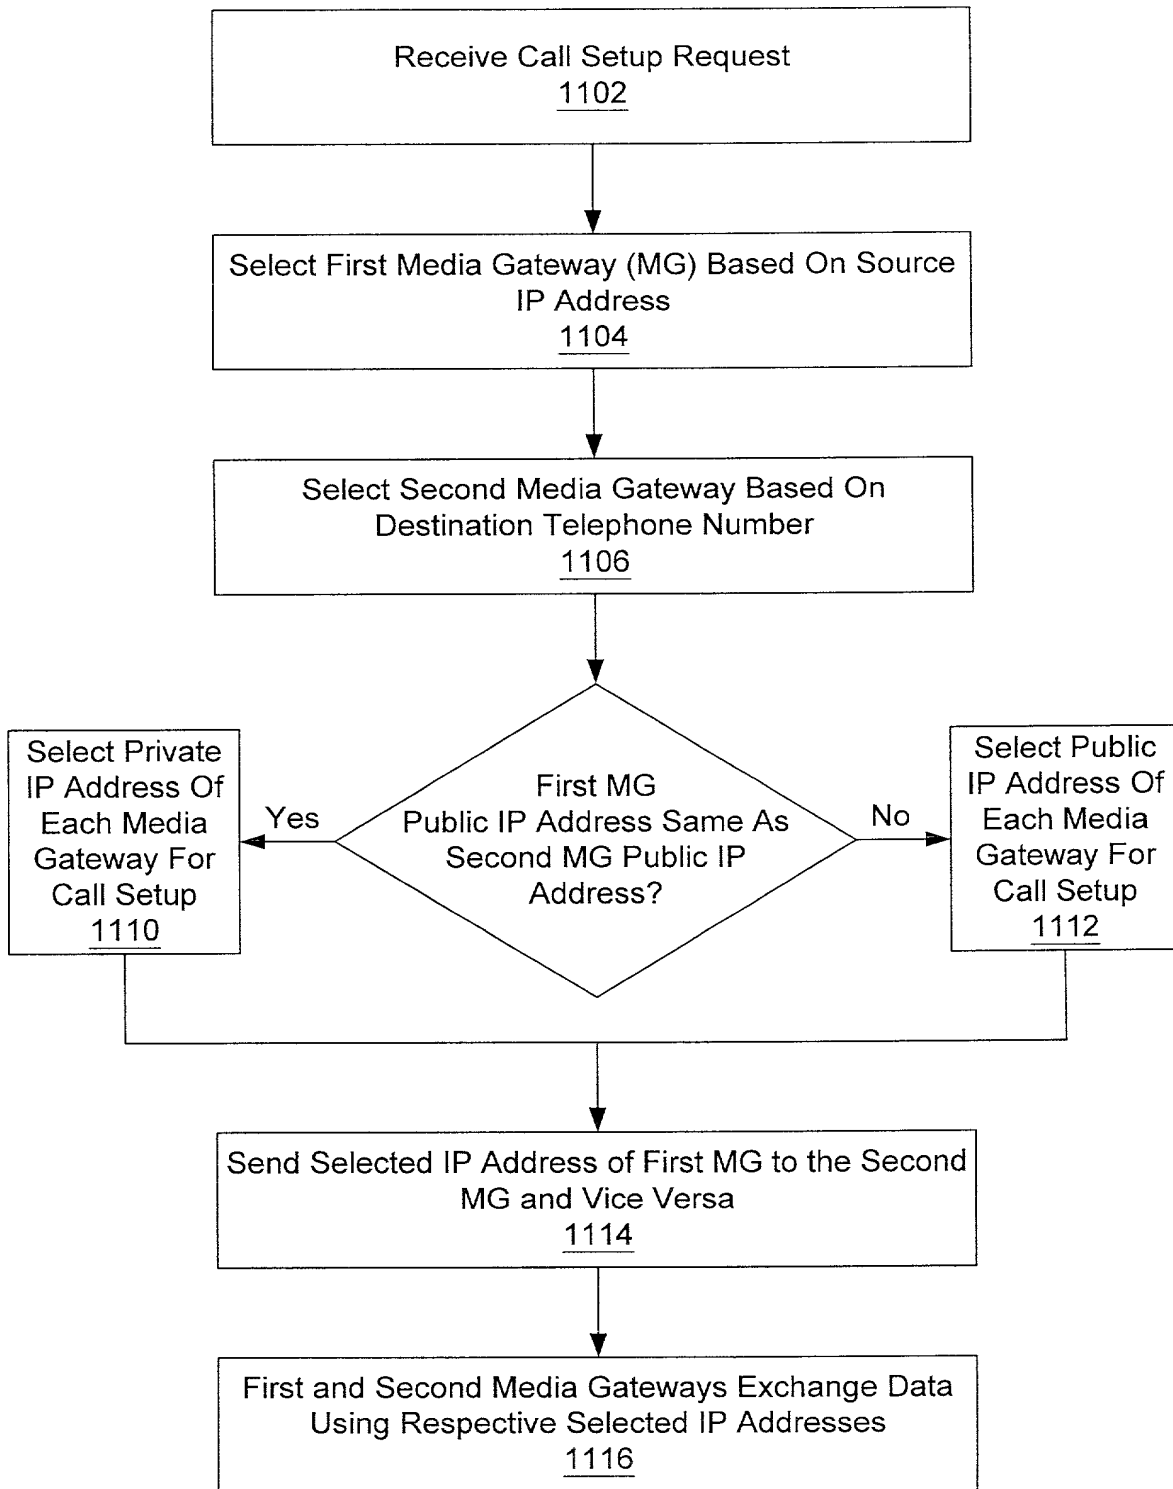 Receive Call Setup Request
1102
Select First Media Gateway (MG) Based On Source
IP Address
1104
Select Second Media Gateway Based On
Destination Telephone Number
1106
Select Private
IP Address Of
Each Media
Gateway For
Call Setup
1110
Yes
First MG
Public IP Address Same As
Second MG Public IP
Address?
No
Select Public
IP Address Of
Each Media
Gateway For
Call Setup
1112
Send Selected IP Address of First MG to the Second
MG and Vice Versa
1114
First and Second Media Gateways Exchange Data
Using Respective Selected IP Addresses
1116